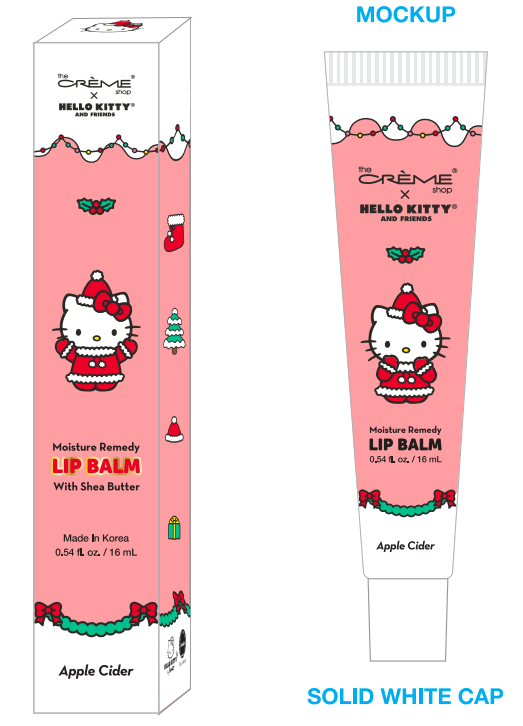 the
CRÈME®
shop
×
HELLO KITTY®
AND FRIENDS
Moisture Remedy
LIP BALM
With Shea Butter
Made In Korea
0.54 fl. oz. / 16 mL
Apple Cider
HELLO KITTY
MOCKUP
the
CRÈME®
shop
×
HELLO KITTY®
AND FRIENDS
Moisture Remedy
LIP BALM
0.54 fl. oz. / 16 mL
Apple Cider
SOLID WHITE CAP